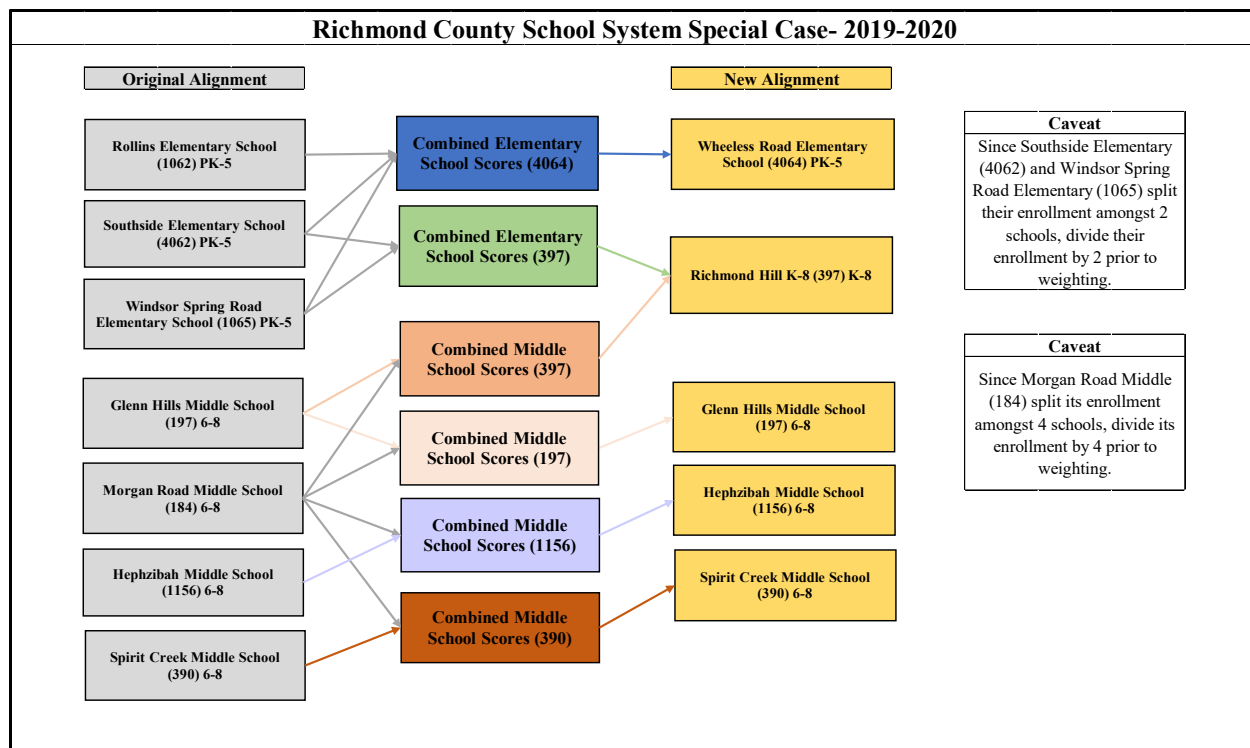 Richmond County School System Special Case- 2019-2020
Original Alignment
New Alignment
Rollins Elementary School
(1062) PK-5
Southside Elementary School
(4062) PK-5
Windsor Spring Road
Elementary School (1065) PK-5
Glenn Hills Middle School
(197) 6-8
Morgan Road Middle School
(184) 6-8
Hephzibah Middle School
(1156) 6-8
Spirit Creek Middle School
(390) 6-8
Combined Elementary
School Scores (4064)
Combined Elementary
School Scores (397)
Combined Middle
School Scores (397)
Combined Middle
School Scores (197)
Combined Middle
School Scores (1156)
Combined Middle
School Scores (390)
Wheeless Road Elementary
School (4064) PK-5
Richmond Hill K-8 (397) K-8
Glenn Hills Middle School
(197) 6-8
Hephzibah Middle School
(1156) 6-8
Spirit Creek Middle School
(390) 6-8
Caveat
Since Southside Elementary
(4062) and Windsor Spring
Road Elementary (1065) split
their enrollment amongst 2
schools, divide their
enrollment by 2 prior to
weighting.
Caveat
Since Morgan Road Middle
(184) split its enrollment
amongst 4 schools, divide its
enrollment by 4 prior to
weighting.